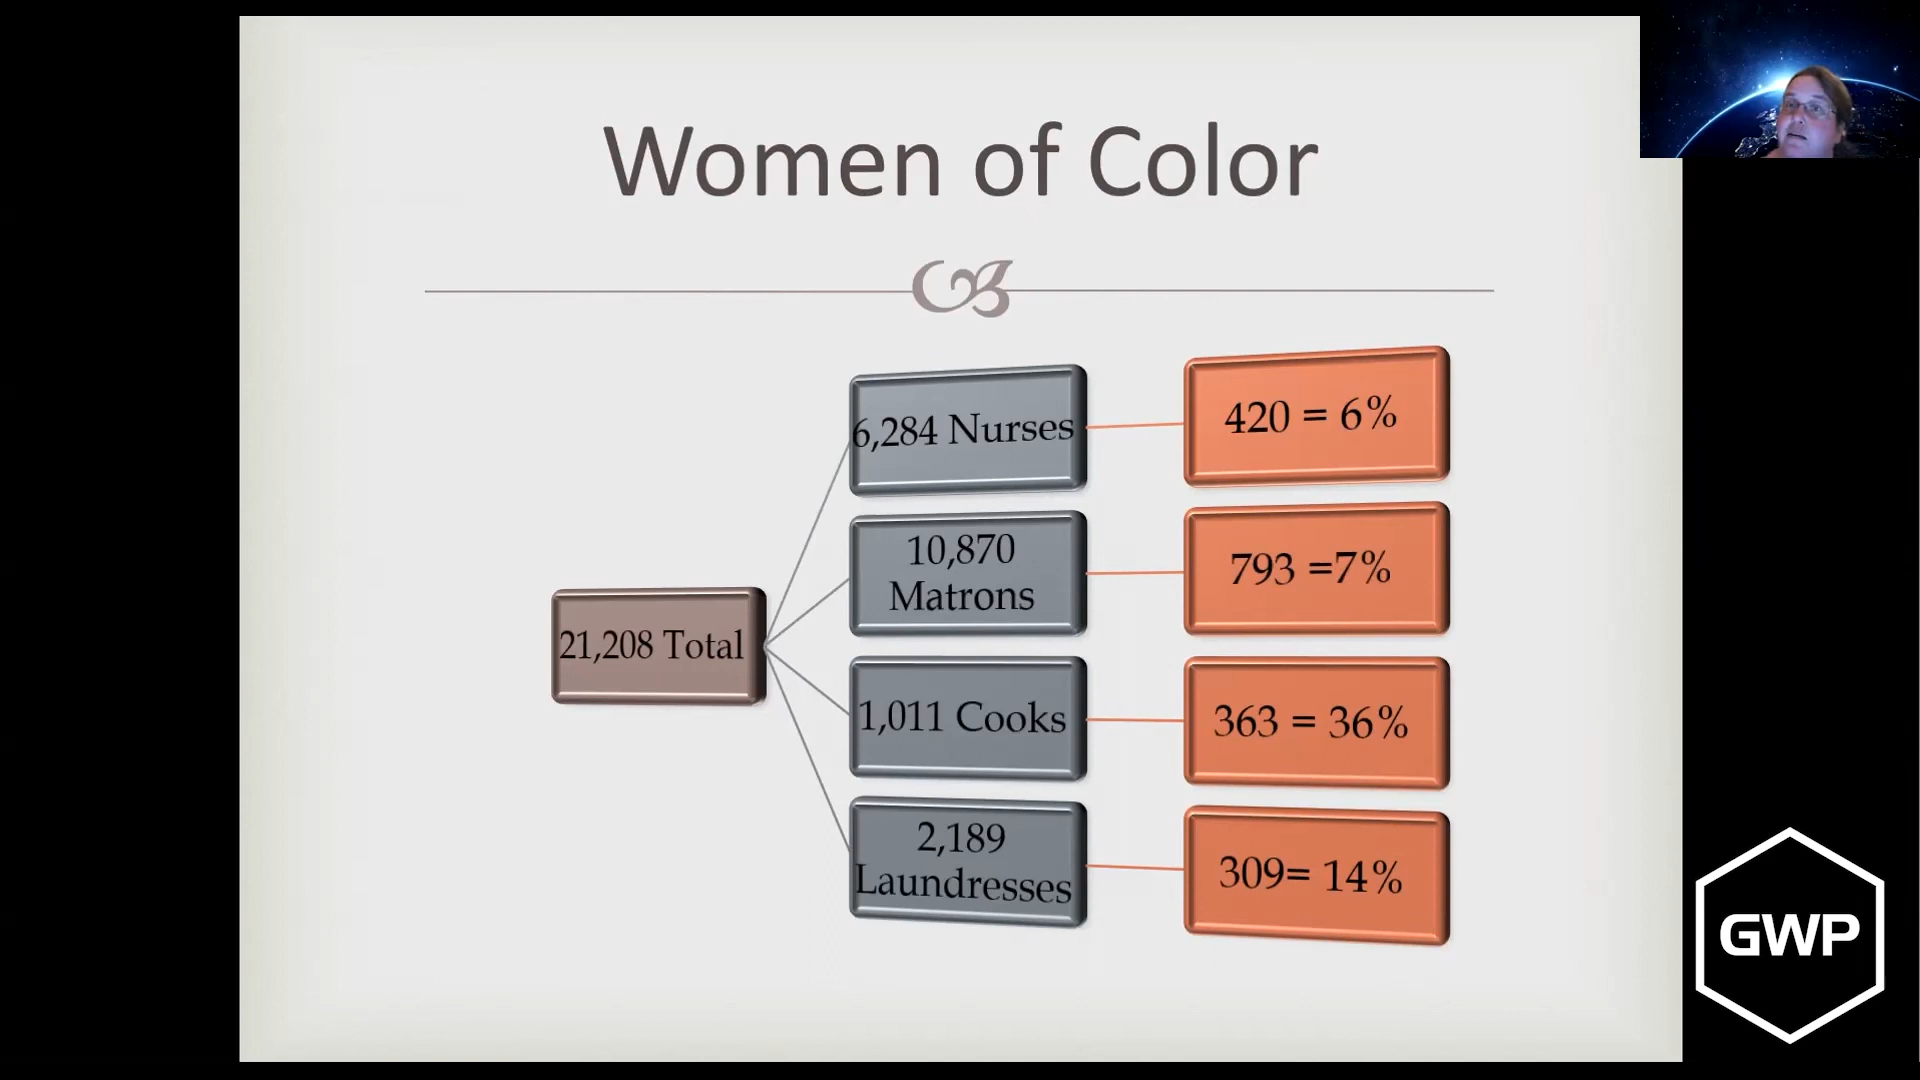 Women of Color
21,208 Total
6,284 Nurses
420 = 6%
10,870
Matrons
793 =7%
1,011 Cooks
363 = 36%
2,189
Laundresses
309= 14%
GWP